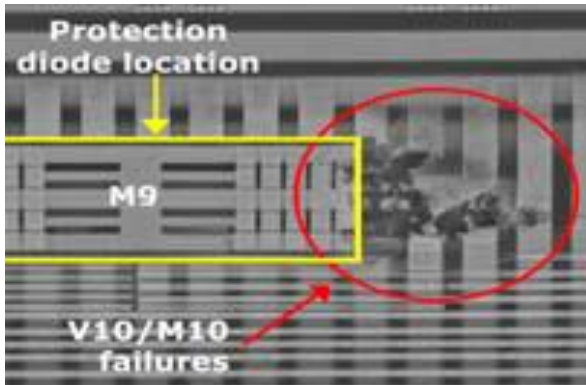 Protection
diode location
M9
V10/M10
failures